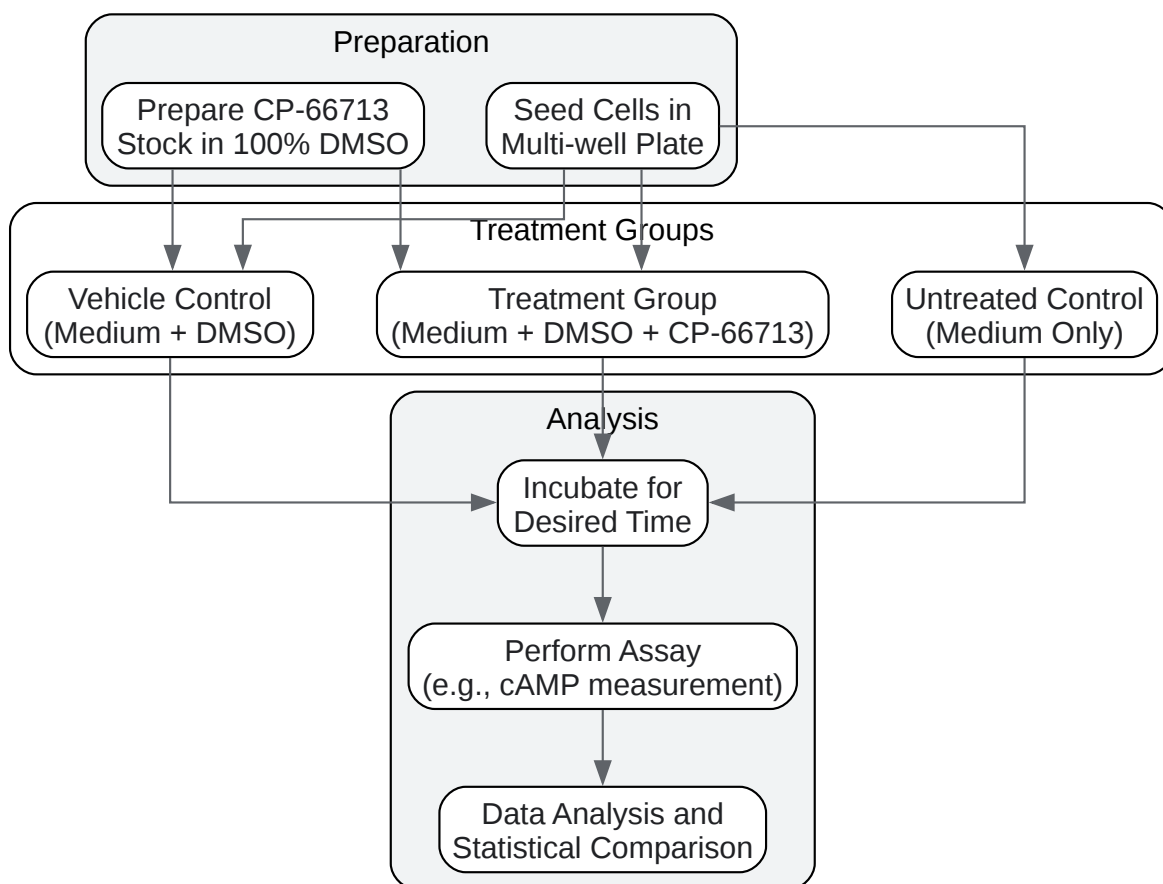 Preparation
Prepare CP-66713
Stock in 100% DMSO
Seed Cells in
Multi-well Plate
Treatment Groups
Vehicle Control
(Medium + DMSO)
Treatment Group
(Medium + DMSO + CP-66713)
Untreated Control
(Medium Only)
Analysis
Incubate for
Desired Time
Perform Assay
(e.g., cAMP measurement)
Data Analysis and
Statistical Comparison